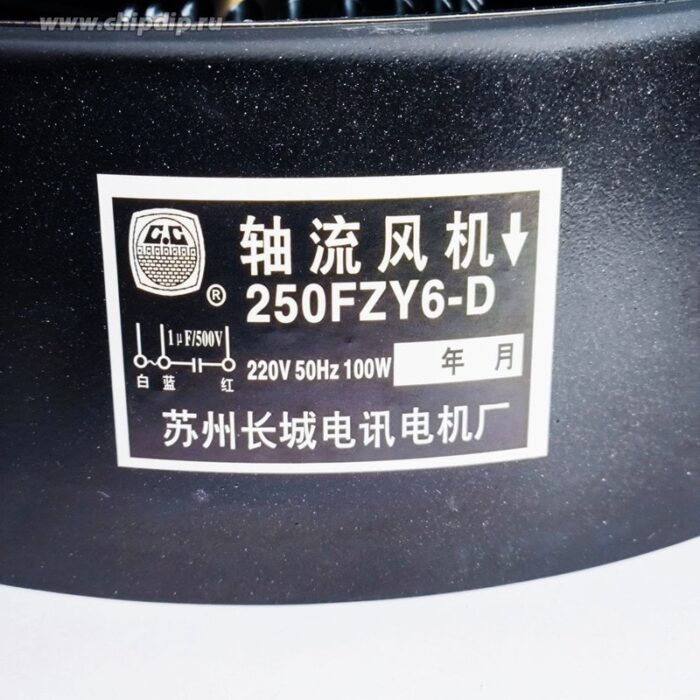 www.chipdip.ru
G.C
®
轴流风机↓
250FZY6-D
1μF/500V
白 蓝 红
220V 50Hz 100W 年 月
苏州长城电讯电机厂